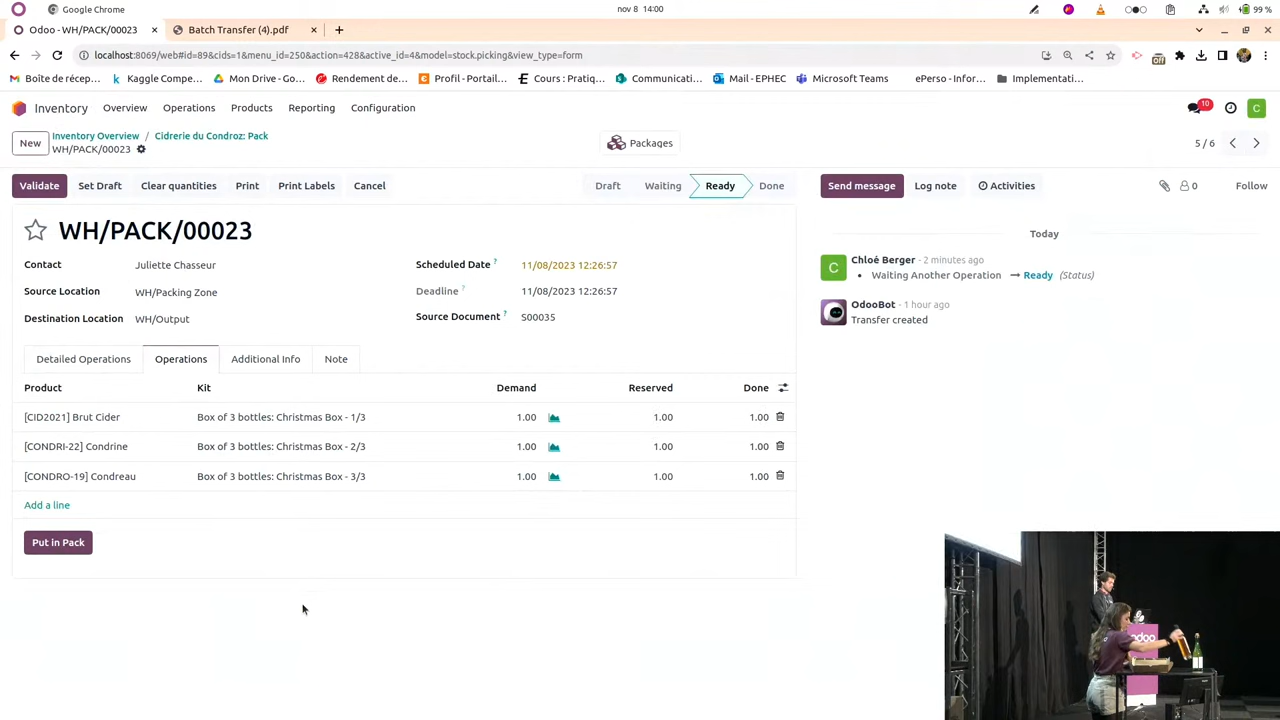 Google Chrome
nov 8 14:00
99 %
Odoo - WH/PACK/00023
Batch Transfer (4).pdf
localhost:8069/web#id=89&cids=1&menu_id=250&action=428&active_id=4&model=stock.picking&view_type=form
Off
Boîte de récep...
Kaggle Compe...
Mon Drive - Go...
Rendement de...
Profil - Portail...
Cours : Pratiq...
Communicati...
Mail - EPHEC
Microsoft Teams
ePerso - Infor...
Implementati...
Inventory
Overview
Operations
Products
Reporting
Configuration
10
C
New
Inventory Overview / Cidrerie du Condroz: Pack
WH/PACK/00023
Packages
5 / 6
Validate
Set Draft
Clear quantities
Print
Print Labels
Cancel
Draft
Waiting
Ready
Done
Send message
Log note
Activities
0
Follow
WH/PACK/00023
Contact Juliette Chasseur
Source Location WH/Packing Zone
Destination Location WH/Output
Scheduled Date ? 11/08/2023 12:26:57
Deadline ? 11/08/2023 12:26:57
Source Document ? S00035
Today
C
Chloé Berger - 2 minutes ago
Waiting Another Operation → Ready (Status)
OdooBot - 1 hour ago
Transfer created
Detailed Operations
Operations
Additional Info
Note
Product Kit Demand Reserved Done
[CID2021] Brut Cider Box of 3 bottles: Christmas Box - 1/3 1.00 1.00 1.00
[CONDRI-22] Condrine Box of 3 bottles: Christmas Box - 2/3 1.00 1.00 1.00
[CONDRO-19] Condreau Box of 3 bottles: Christmas Box - 3/3 1.00 1.00 1.00
Add a line
Put in Pack
odoo